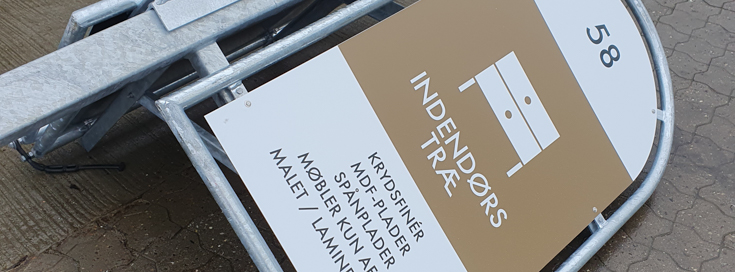 58
INDENDØRS
TRÆ
KRYDSFINÉR
MDF-PLADER
SPÅNPLADER
MØBLER KUN AF
MALET / LAMINE